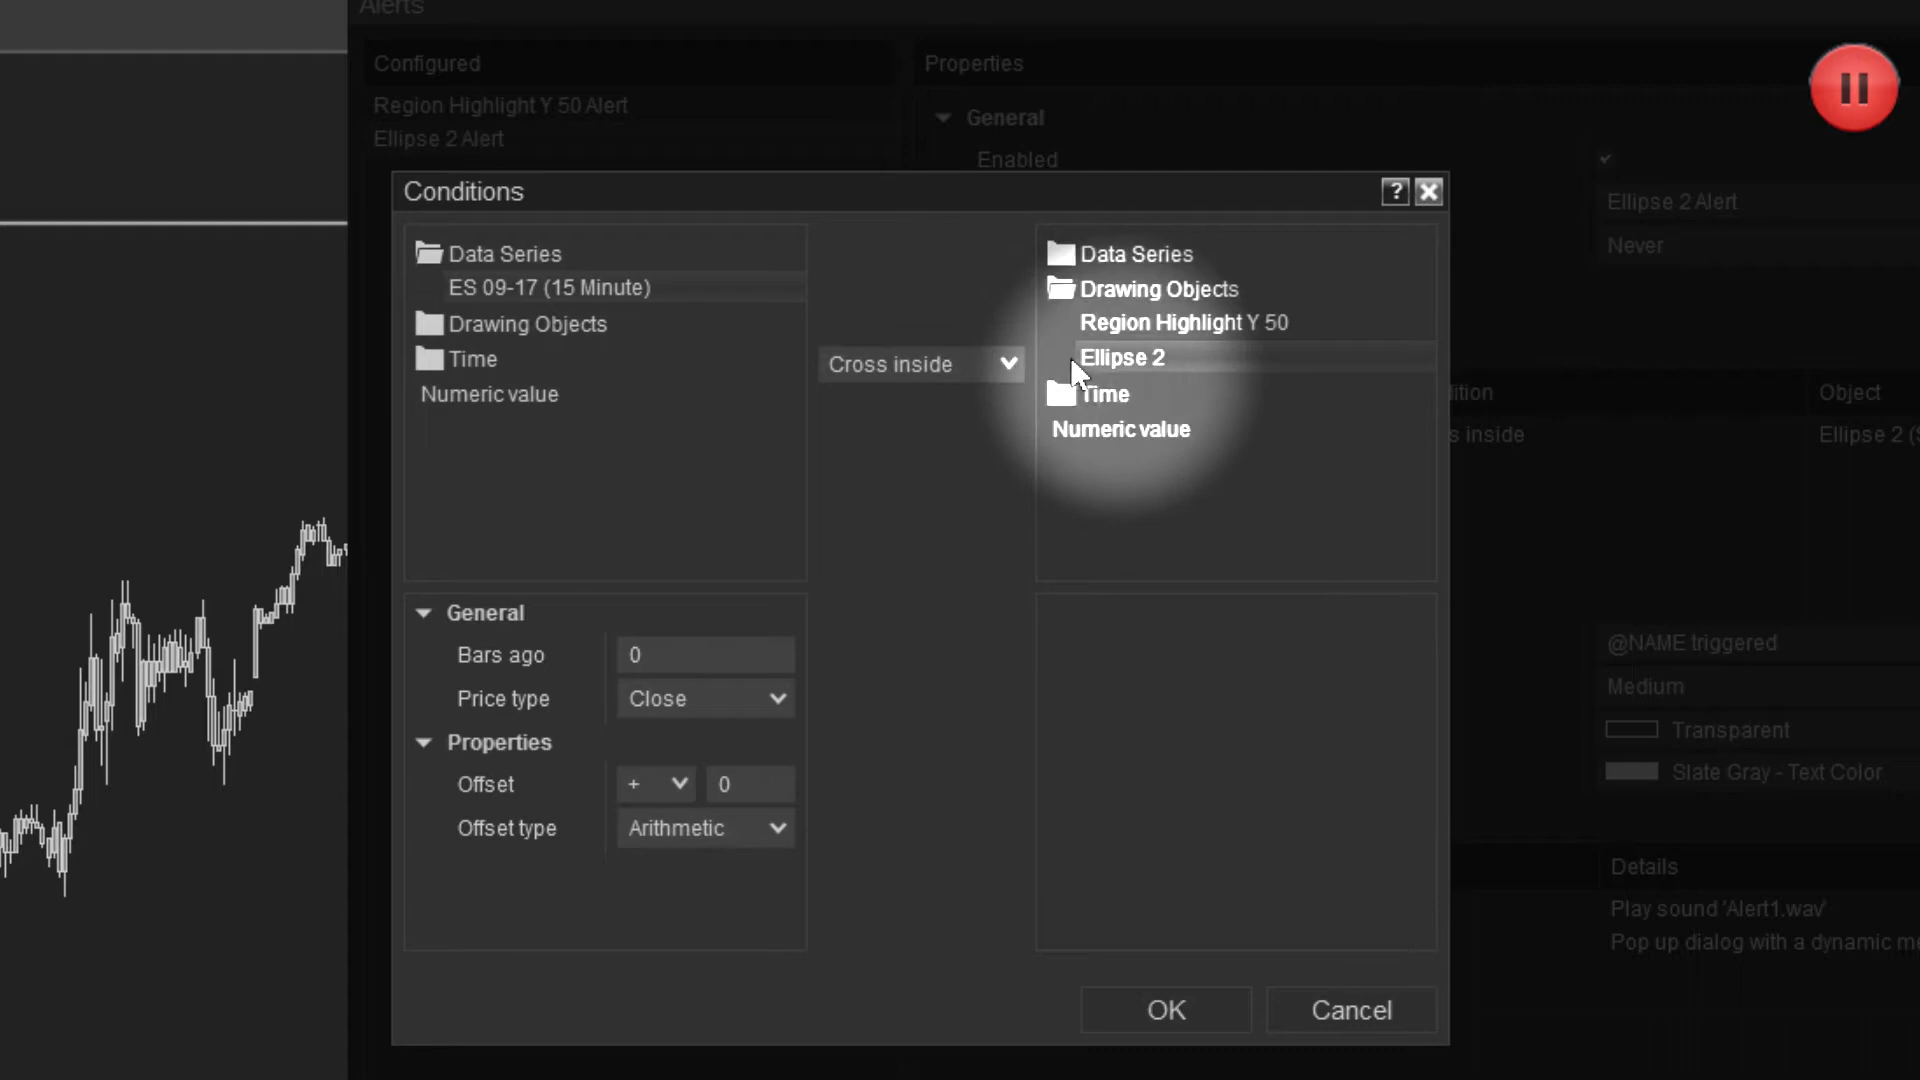 Alerts
Configured
Properties
Region Highlight Y 50 Alert
General
Ellipse 2 Alert
Enabled
Ellipse 2 Alert
Never
Conditions
?
Data Series
ES 09-17 (15 Minute)
Drawing Objects
Time
Numeric value
Cross inside
Data Series
Drawing Objects
Region Highlight Y 50
Ellipse 2
Time
Numeric value
Object
s inside
Ellipse 2
General
Bars ago 0
Price type Close
Properties
Offset + 0
Offset type Arithmetic
@NAME triggered
Medium
Transparent
Slate Gray - Text Color
Details
Play sound 'Alert1.wav'
Pop up dialog with a dynamic
OK
Cancel